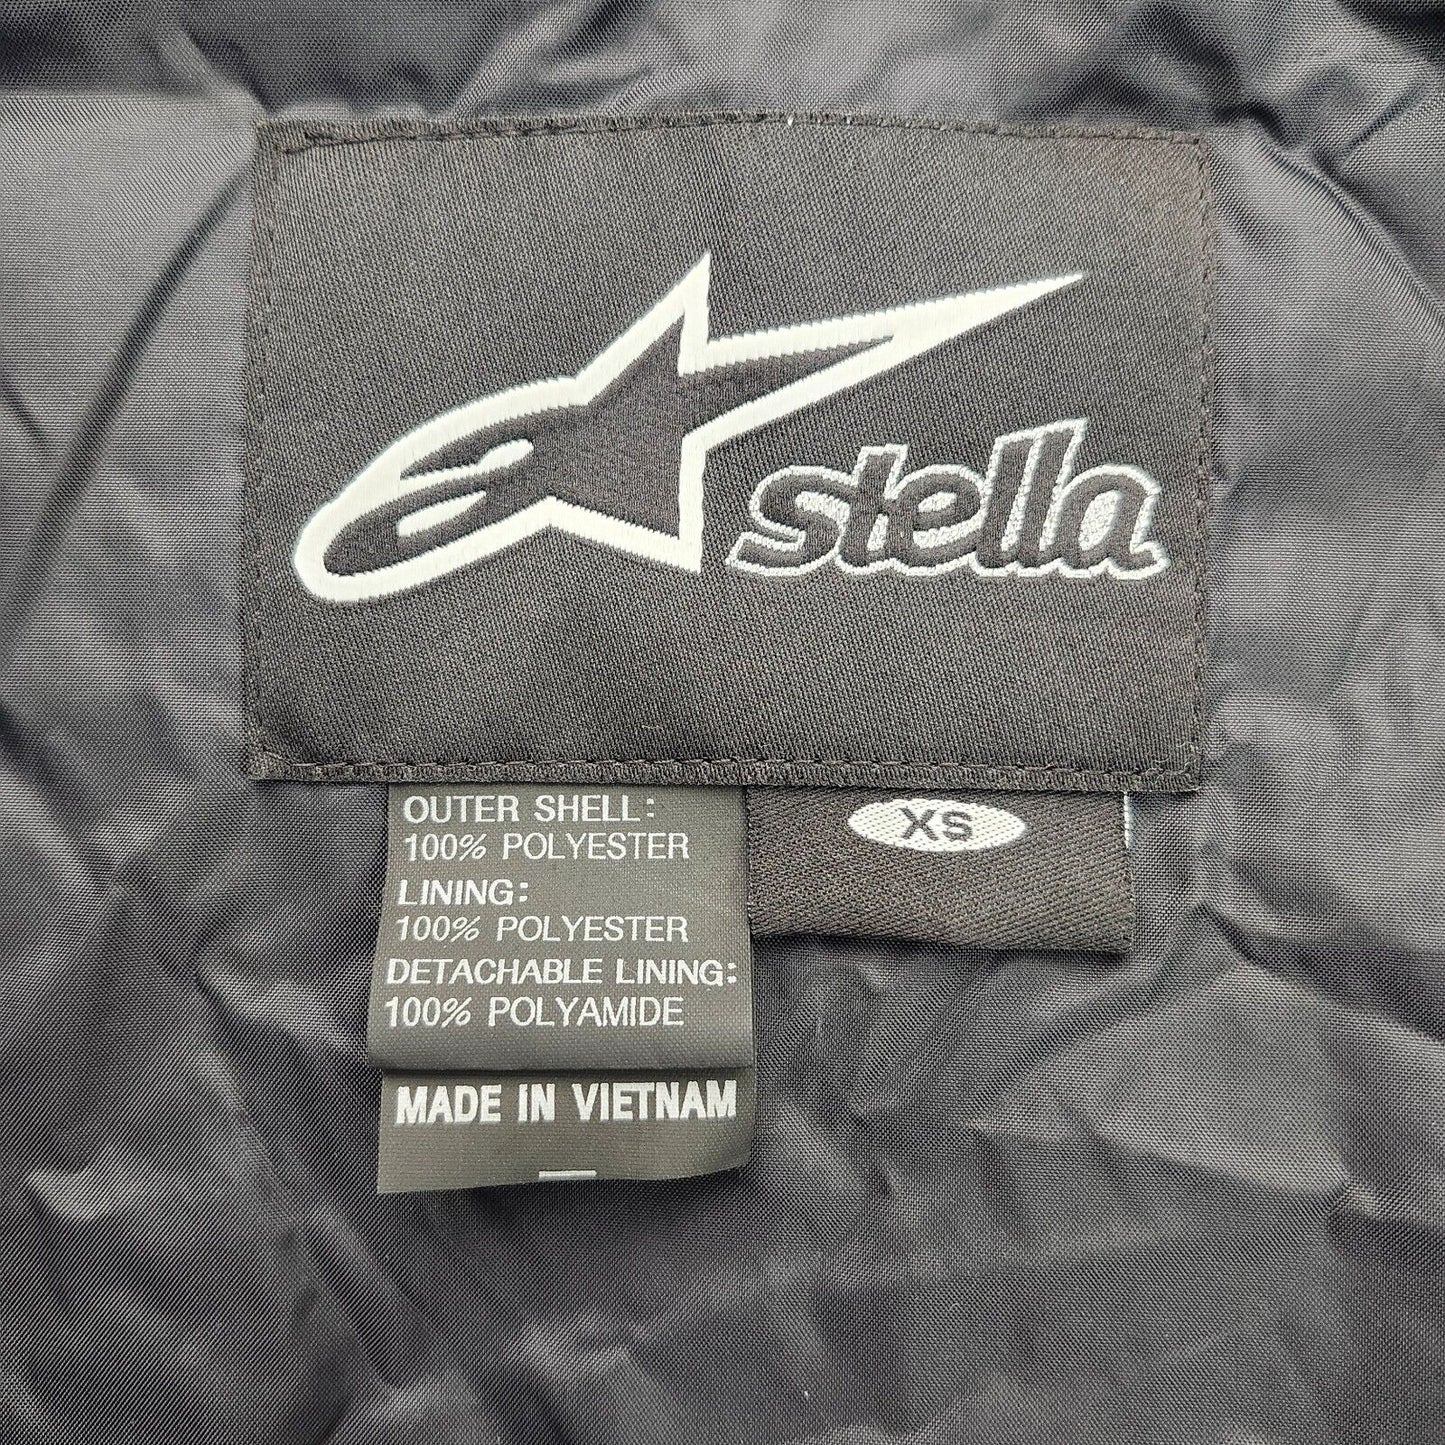 stella
OUTER SHELL:
100% POLYESTER
LINING:
100% POLYESTER
DETACHABLE LINING:
100% POLYAMIDE
MADE IN VIETNAM
XS